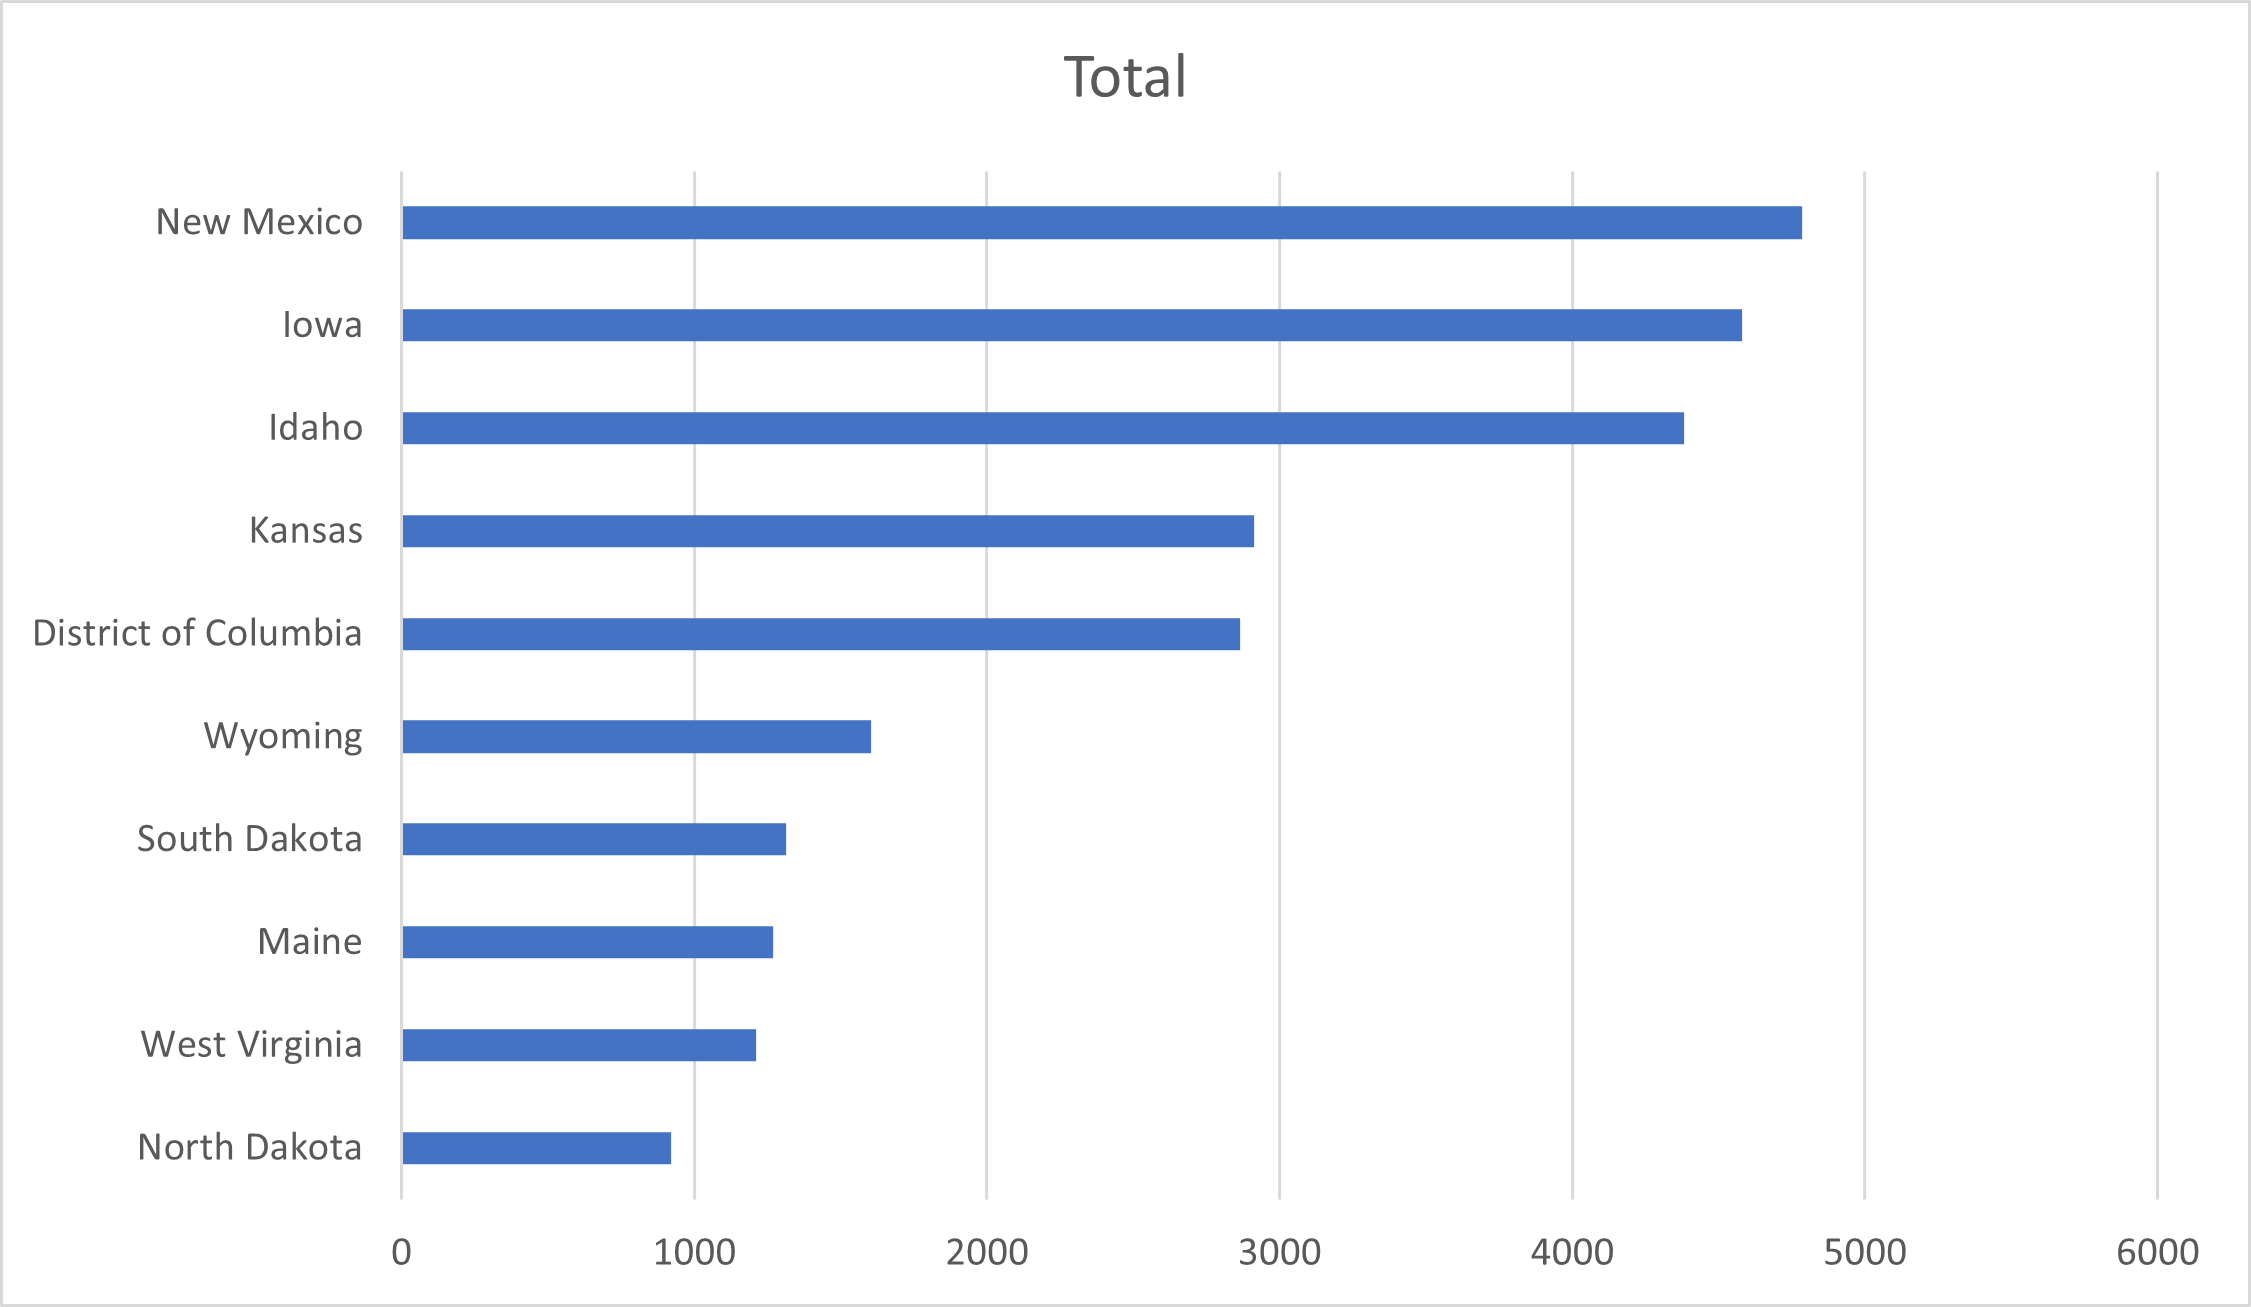 Total
New Mexico
Iowa
Idaho
Kansas
District of Columbia
Wyoming
South Dakota
Maine
West Virginia
North Dakota
0 1000 2000 3000 4000 5000 6000